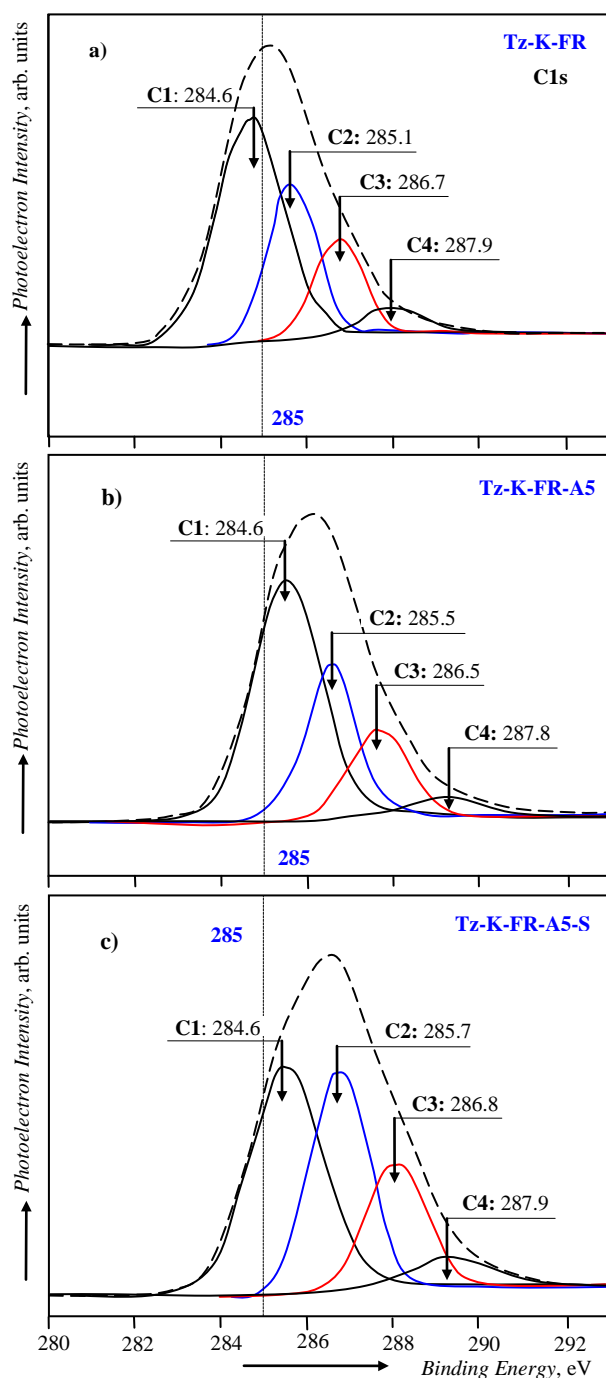 a)
Tz-K-FR
C1s
C1: 284.6
C2: 285.1
C3: 286.7
C4: 287.9
285
Photoelectron Intensity, arb. units
b)
Tz-K-FR-A5
C1: 284.6
C2: 285.5
C3: 286.5
C4: 287.8
285
Photoelectron Intensity, arb. units
c)
285
Tz-K-FR-A5-S
C1: 284.6
C2: 285.7
C3: 286.8
C4: 287.9
Photoelectron Intensity, arb. units
280 282 284 286 288 290 292
Binding Energy, eV